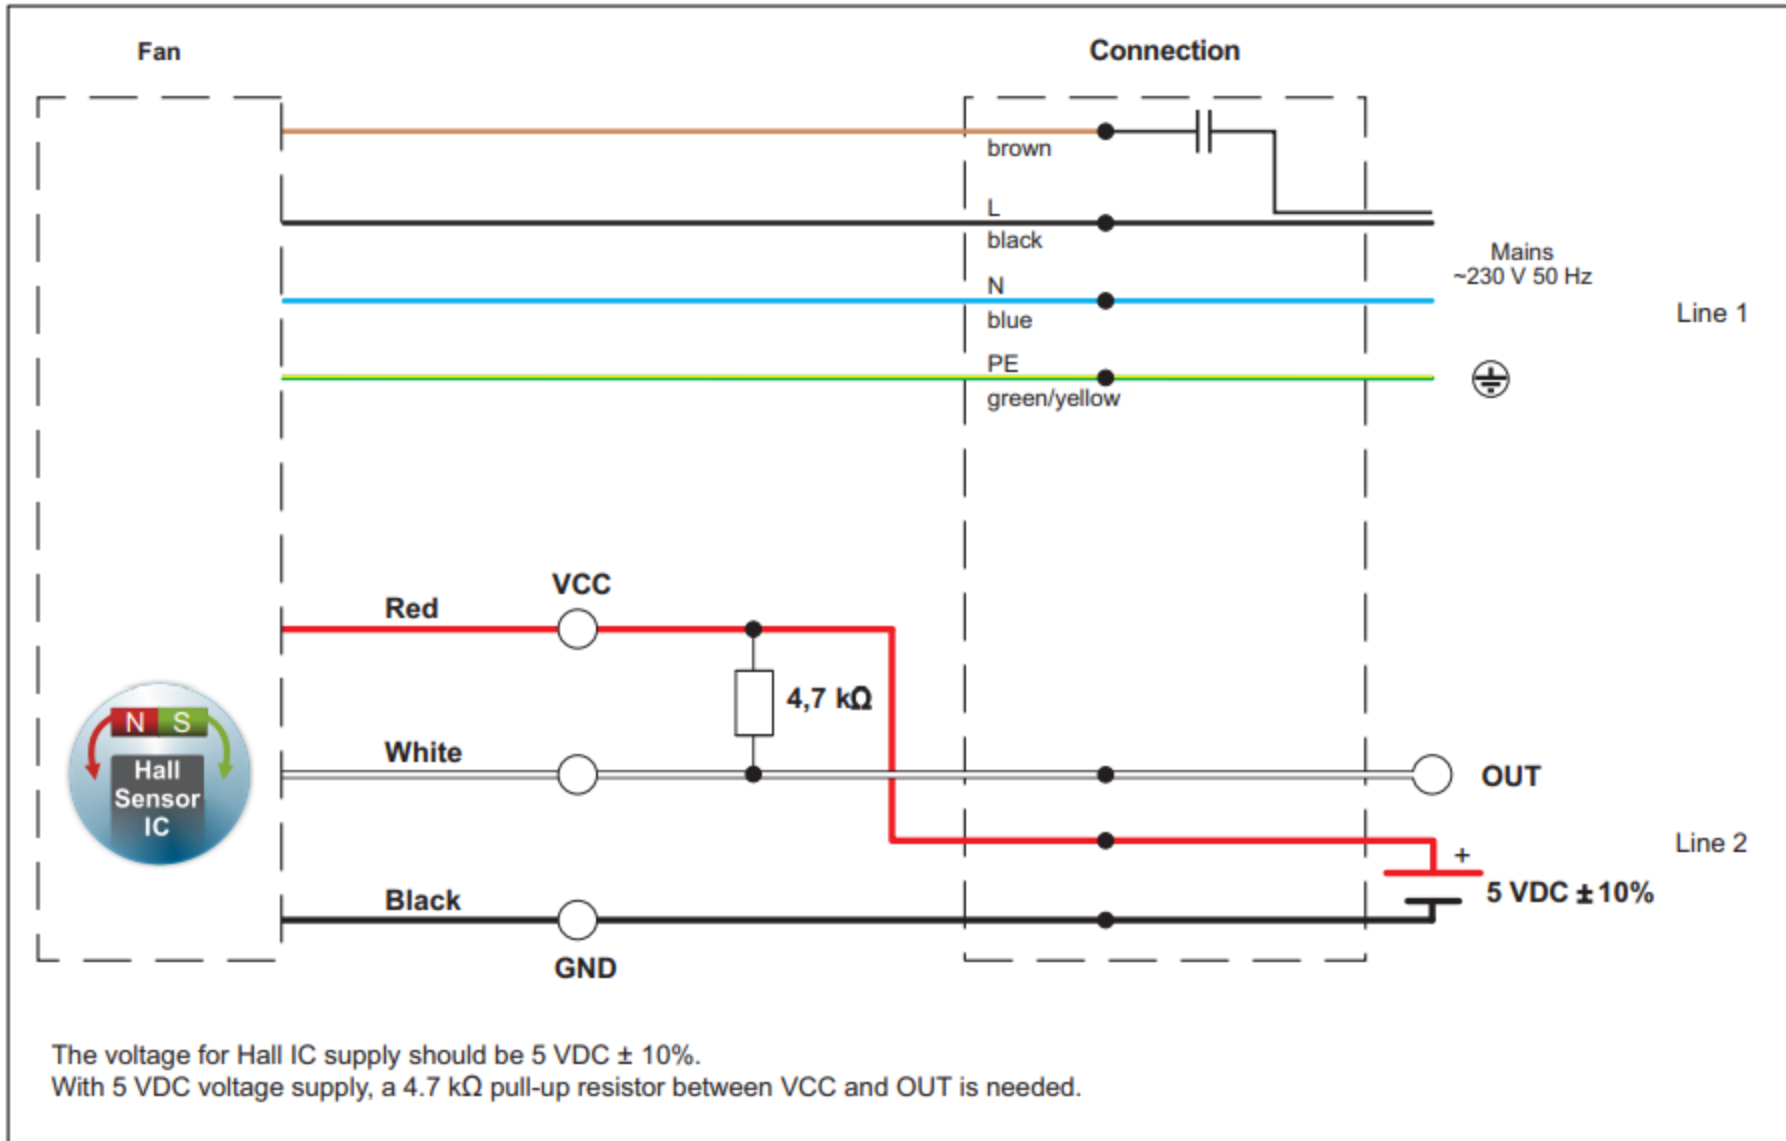 Fan
Connection
brown
L
black
Mains
~230 V 50 Hz
N
blue
Line 1
PE
green/yellow
VCC
Red
4,7 kΩ
N S
White
Hall
Sensor
IC
OUT
Line 2
+
5 VDC ± 10%
Black
GND
The voltage for Hall IC supply should be 5 VDC ± 10%.
With 5 VDC voltage supply, a 4.7 kΩ pull-up resistor between VCC and OUT is needed.